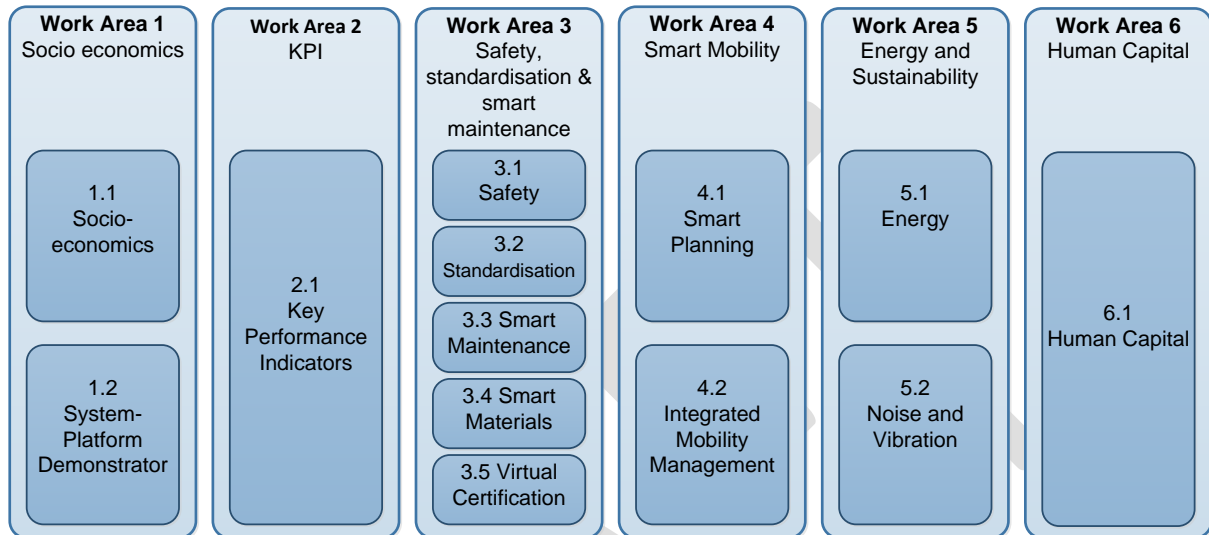 Work Area 1
Socio economics
1.1
Socio-
economics
1.2
System-
Platform
Demonstrator
Work Area 2
KPI
2.1
Key
Performance
Indicators
Work Area 3
Safety,
standardisation &
smart
maintenance
3.1
Safety
3.2
Standardisation
3.3 Smart
Maintenance
3.4 Smart
Materials
3.5 Virtual
Certification
Work Area 4
Smart Mobility
4.1
Smart
Planning
4.2
Integrated
Mobility
Management
Work Area 5
Energy and
Sustainability
5.1
Energy
5.2
Noise and
Vibration
Work Area 6
Human Capital
6.1
Human Capital